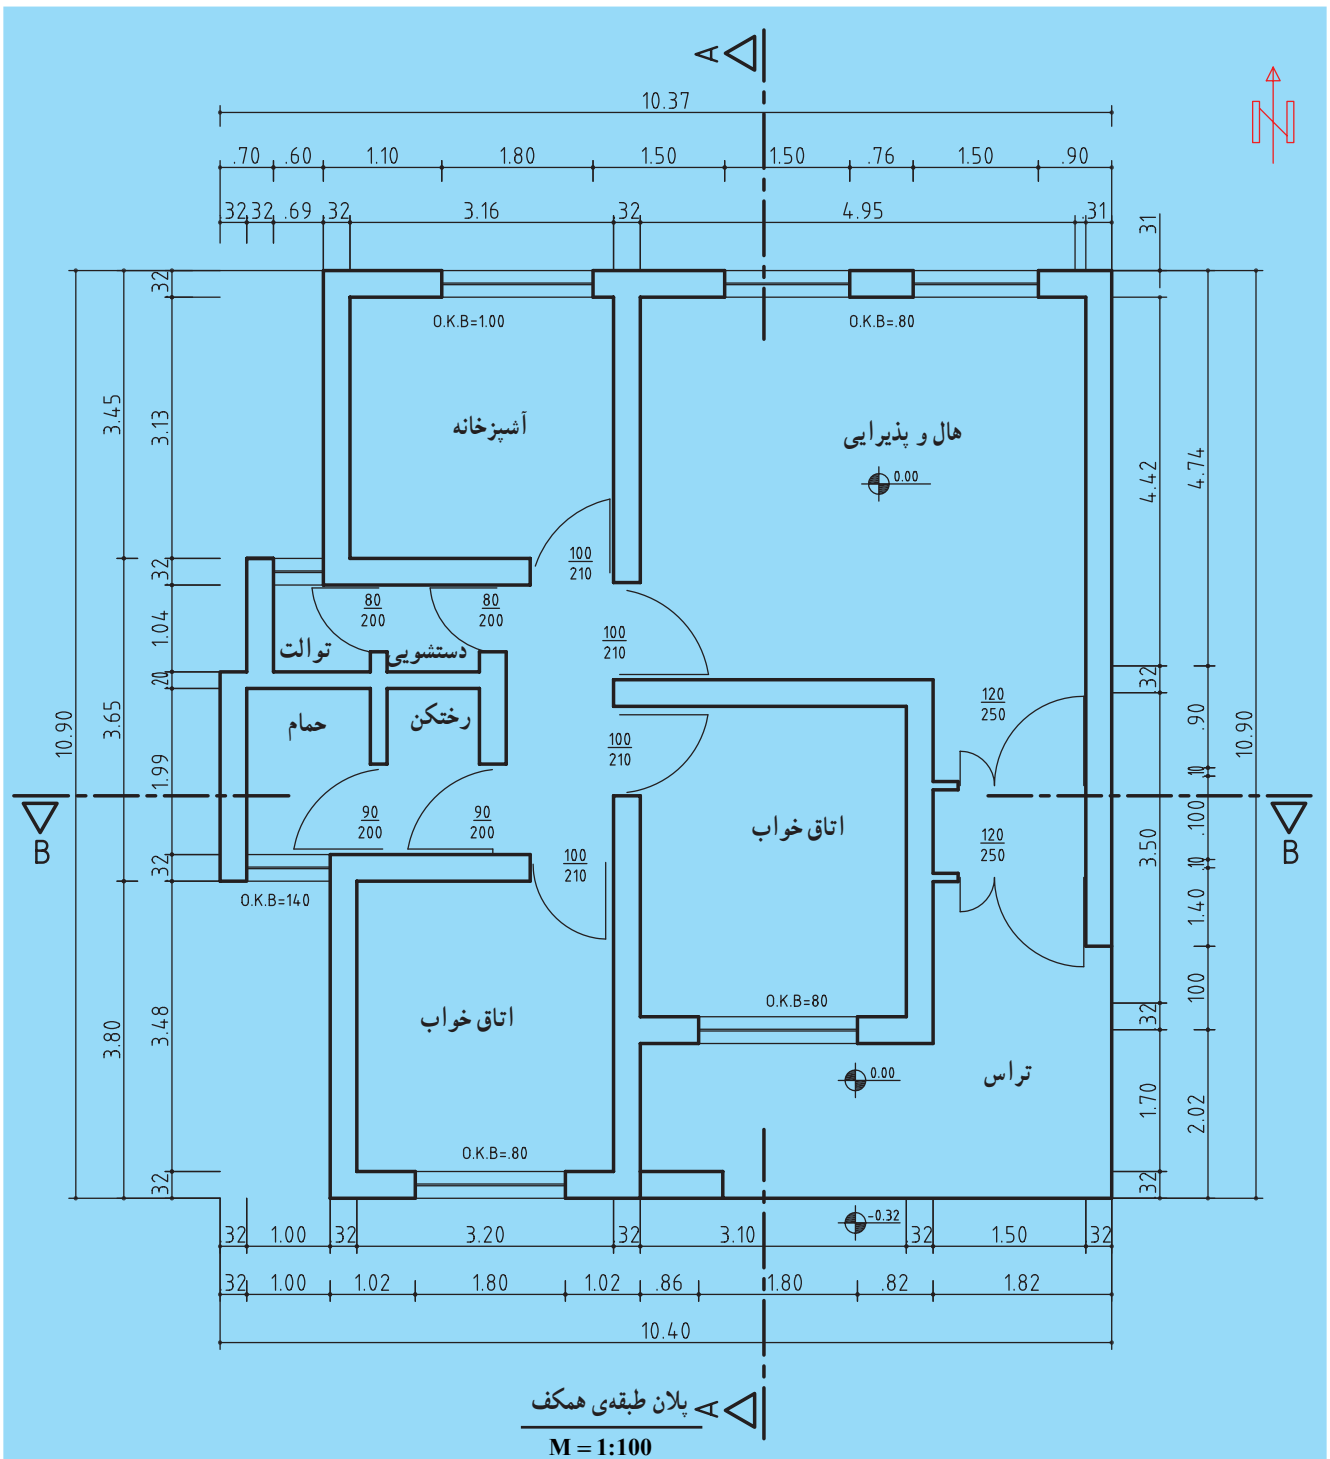 A
10.37
.70 .60 1.10 1.80 1.50 1.50 .76 1.50 .90
32 32 .69 32 3.16 32 4.95 .31
N
31
32
O.K.B=1.00
O.K.B=.80
3.45
3.13
آشپزخانه
هال و پذیرایی
0.00
4.42
4.74
100
210
32
80
200
80
200
100
210
1.04
توالت
دستشویی
20
32
120
250
.90
حمام
رختکن
10.90
3.65
100
210
10.90
1.99
10
B
90
200
90
200
اتاق خواب
120
250
3.50
.100
B
32
100
210
.10
O.K.B=140
1.40
O.K.B=80
100
3.80
3.48
اتاق خواب
32
0.00
تراس
1.70
2.02
O.K.B=.80
32
32
-0.32
32 1.00 32 3.20 32 3.10 32 1.50 32
32 1.00 1.02 1.80 1.02 .86 1.80 .82 1.82
10.40
پلان طبقه‌ی همکف
A
M = 1:100